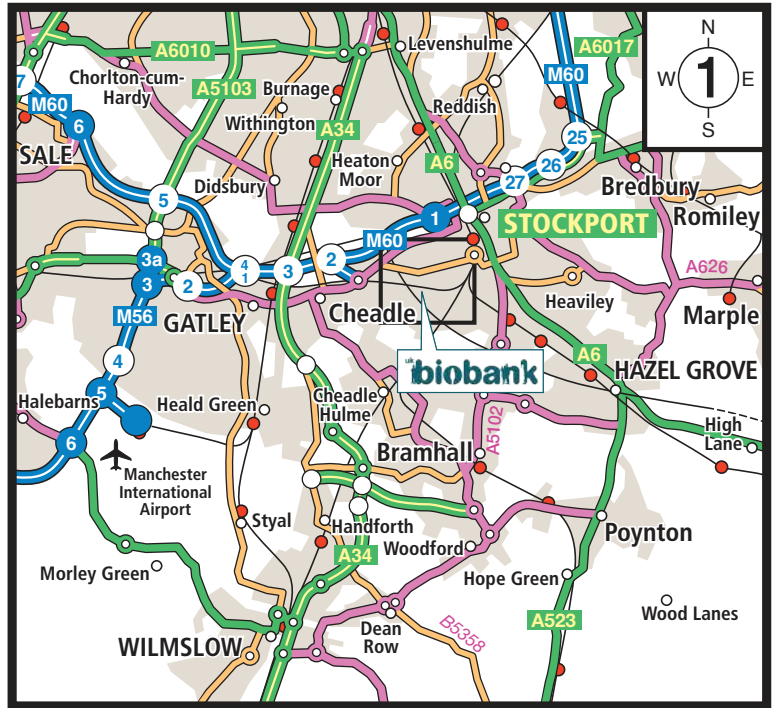 A6010
Levenshulme
A6017
N
W 1 E
S
Chorlton-cum-
Hardy
A5103
Burnage
M60
7
M60
Reddish
Withington
A34
6
SALE
Heaton
Moor
A6
25
26
27
Bredbury
Didsbury
5
1
STOCKPORT
Romiley
M60
3a
4
1
3
2
3
2
A626
M56
GATLEY
Cheadle
Heaviley
Marple
4
uk biobank
A6
HAZEL GROVE
Halebarns
5
Heald Green
Cheadle
Hulme
A5102
High
Lane
6
Bramhall
Manchester
International
Airport
Styal
Handforth
Woodford
Poynton
A34
Morley Green
Hope Green
Wood Lanes
A523
Dean
Row
B5358
WILMSLOW